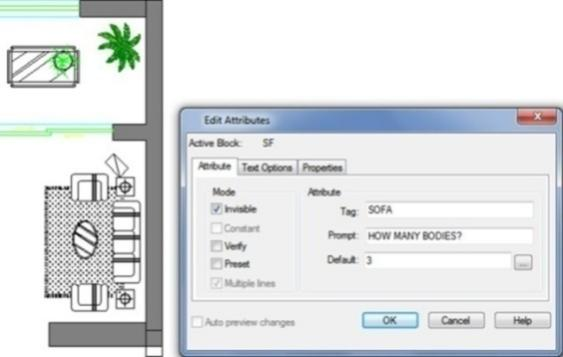 Edit Attributes
Active Block: SF
Attribute Text Options Properties
Mode
Invisible
Constant
Verify
Preset
Multiple lines
Attribute
Tag: SOFA
Prompt: HOW MANY BODIES?
Default: 3
...
Auto preview changes
OK Cancel Help